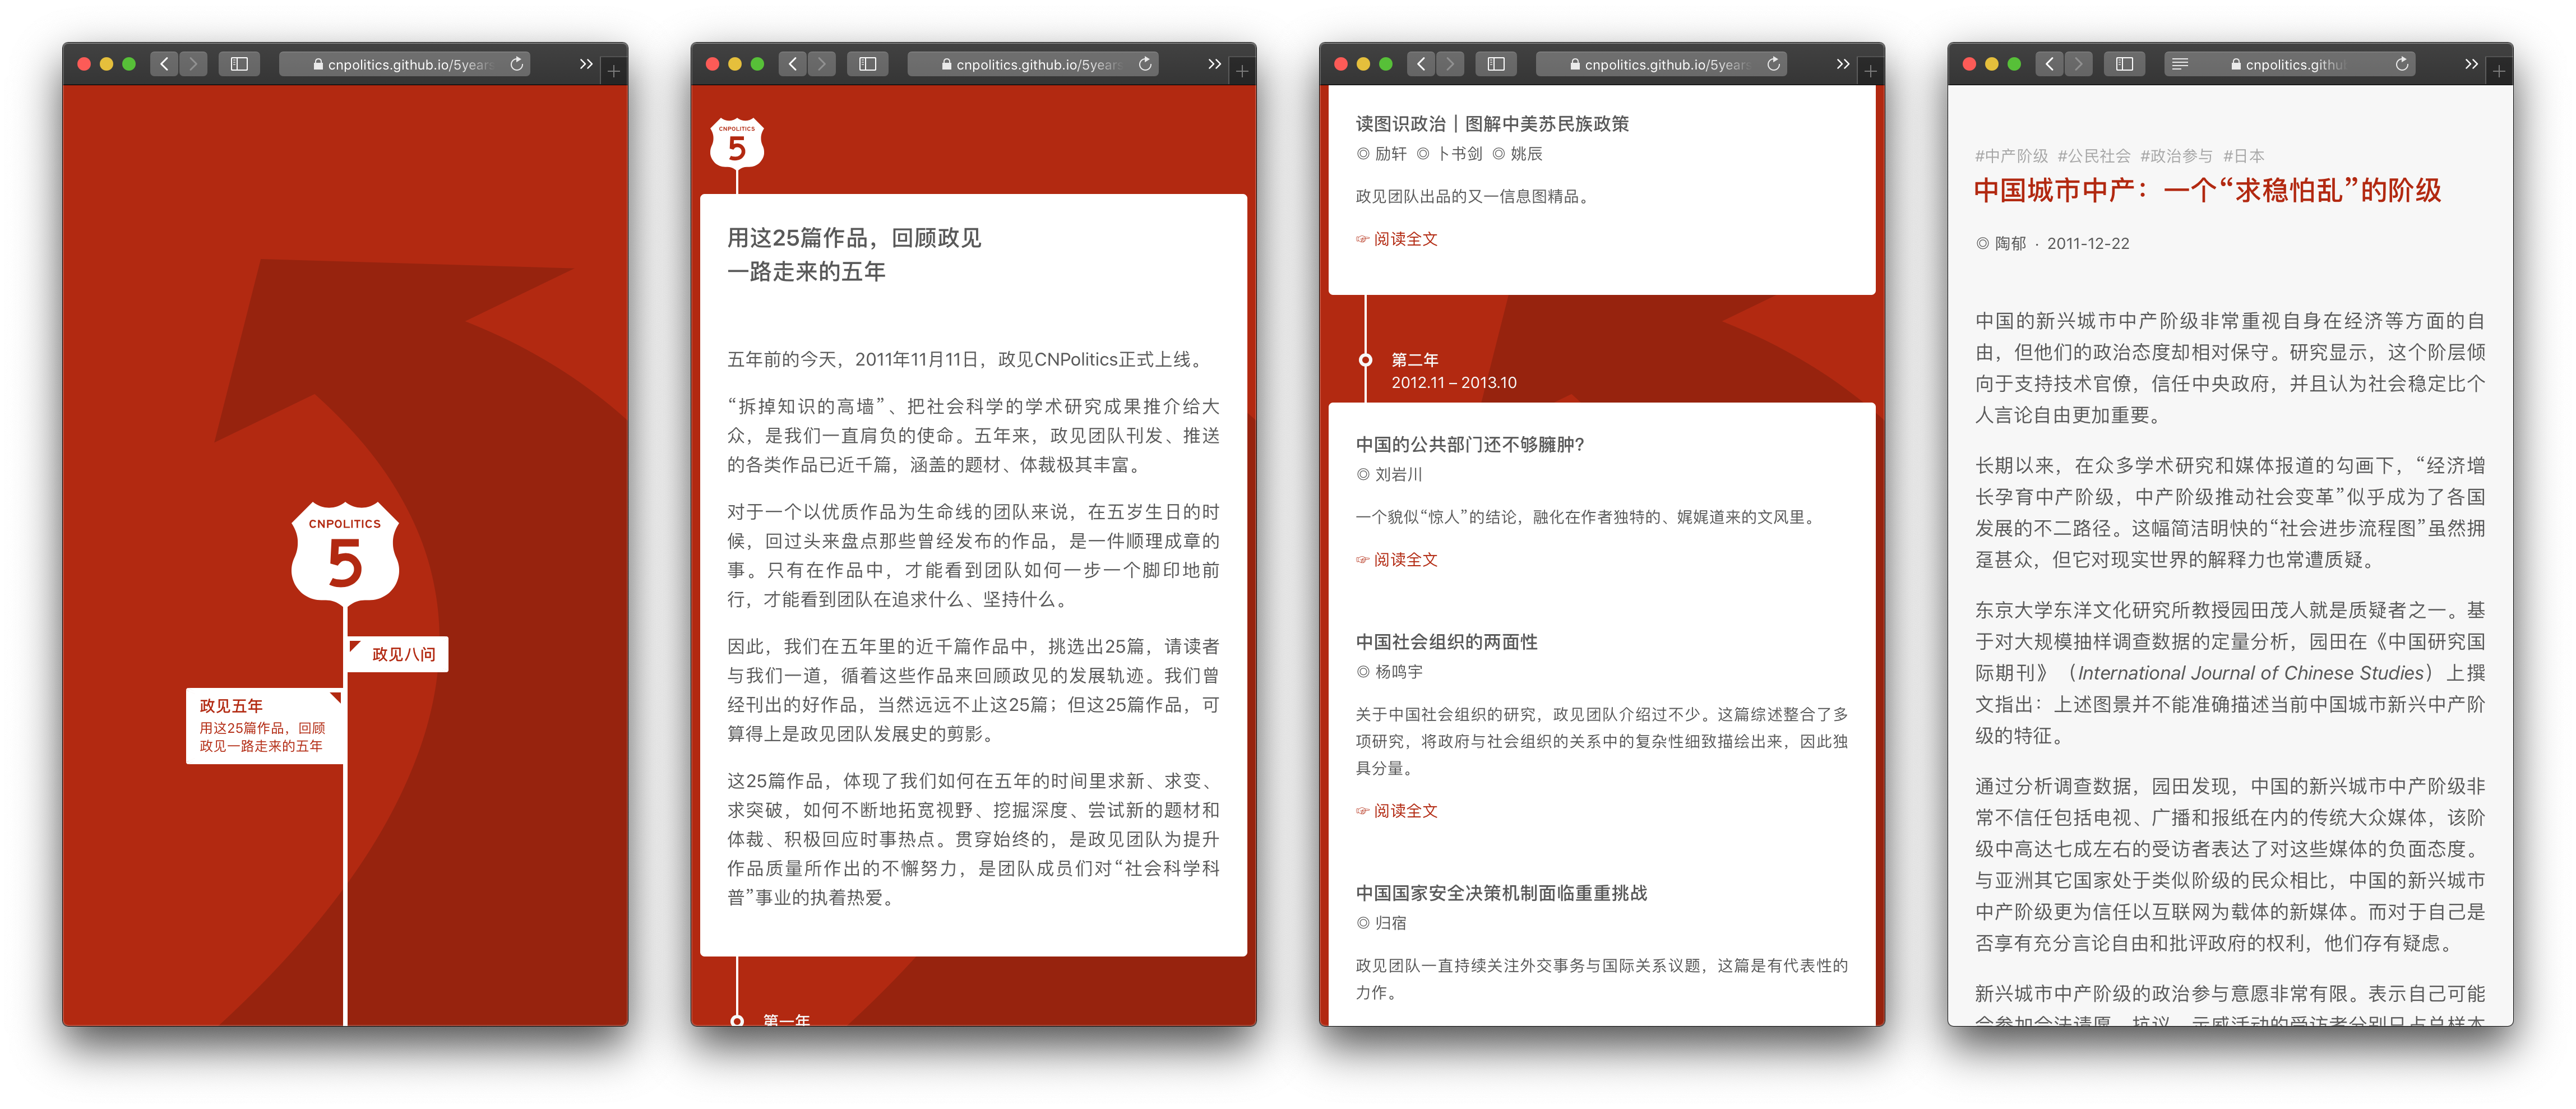 cnpolitics.github.io/5years
CNPOLITICS
5
政见八问
政见五年
用这25篇作品，回顾
政见一路走来的五年
cnpolitics.github.io/5years
CNPOLITICS
5
用这25篇作品，回顾政见
一路走来的五年
五年前的今天，2011年11月11日，政见CNPolitics正式上线。
“拆掉知识的高墙”、把社会科学的学术研究成果推介给大
众，是我们一直肩负的使命。五年来，政见团队刊发、推送
的各类作品已近千篇，涵盖的题材、体裁极其丰富。
对于一个以优质作品为生命线的团队来说，在五岁生日的时
候，回过头来盘点那些曾经发布的作品，是一件顺理成章的
事。只有在作品中，才能看到团队如何一步一个脚印地前
行，才能看到团队在追求什么、坚持什么。
因此，我们在五年里的近千篇作品中，挑选出25篇，请读者
与我们一道，循着这些作品来回顾政见的发展轨迹。我们曾
经刊出的好作品，当然远远不止这25篇；但这25篇作品，可
算得上是政见团队发展史的剪影。
这25篇作品，体现了我们如何在五年的时间里求新、求变、
求突破，如何不断地拓宽视野、挖掘深度、尝试新的题材和
体裁、积极回应时事热点。贯穿始终的，是政见团队为提升
作品质量所作出的不懈努力，是团队成员们对“社会科学科
普”事业的执着热爱。
第一年
cnpolitics.github.io/5years
读图识政治｜图解中美苏民族政策
◎ 励轩 ◎ 卜书剑 ◎ 姚辰
政见团队出品的又一信息图精品。
☞ 阅读全文
第二年
2012.11 – 2013.10
中国的公共部门还不够臃肿？
◎ 刘岩川
一个貌似“惊人”的结论，融化在作者独特的、娓娓道来的文风里。
☞ 阅读全文
中国社会组织的两面性
◎ 杨鸣宇
关于中国社会组织的研究，政见团队介绍过不少。这篇综述整合了多
项研究，将政府与社会组织的关系中的复杂性细致描绘出来，因此独
具分量。
☞ 阅读全文
中国国家安全决策机制面临重重挑战
◎ 归宿
政见团队一直持续关注外交事务与国际关系议题，这篇是有代表性的
力作。
cnpolitics.githu
#中产阶级 #公民社会 #政治参与 #日本
中国城市中产：一个“求稳怕乱”的阶级
◎ 陶郁 · 2011-12-22
中国的新兴城市中产阶级非常重视自身在经济等方面的自
由，但他们的政治态度却相对保守。研究显示，这个阶层倾
向于支持技术官僚，信任中央政府，并且认为社会稳定比个
人言论自由更加重要。
长期以来，在众多学术研究和媒体报道的勾画下，“经济增
长孕育中产阶级，中产阶级推动社会变革”似乎成为了各国
发展的不二路径。这幅简洁明快的“社会进步流程图”虽然拥
趸甚众，但它对现实世界的解释力也常遭质疑。
东京大学东洋文化研究所教授园田茂人就是质疑者之一。基
于对大规模抽样调查数据的定量分析，园田在《中国研究国
际期刊》（International Journal of Chinese Studies）上撰
文指出：上述图景并不能准确描述当前中国城市新兴中产阶
级的特征。
通过分析调查数据，园田发现，中国的新兴城市中产阶级非
常不信任包括电视、广播和报纸在内的传统大众媒体，该阶
级中高达七成左右的受访者表达了对这些媒体的负面态度。
与亚洲其它国家处于类似阶级的民众相比，中国的新兴城市
中产阶级更为信任以互联网为载体的新媒体。而对于自己是
否享有充分言论自由和批评政府的权利，他们存有疑虑。
新兴城市中产阶级的政治参与意愿非常有限。表示自己可能
会参加合法请愿、抗议、示威活动的受访者分别只占总样本